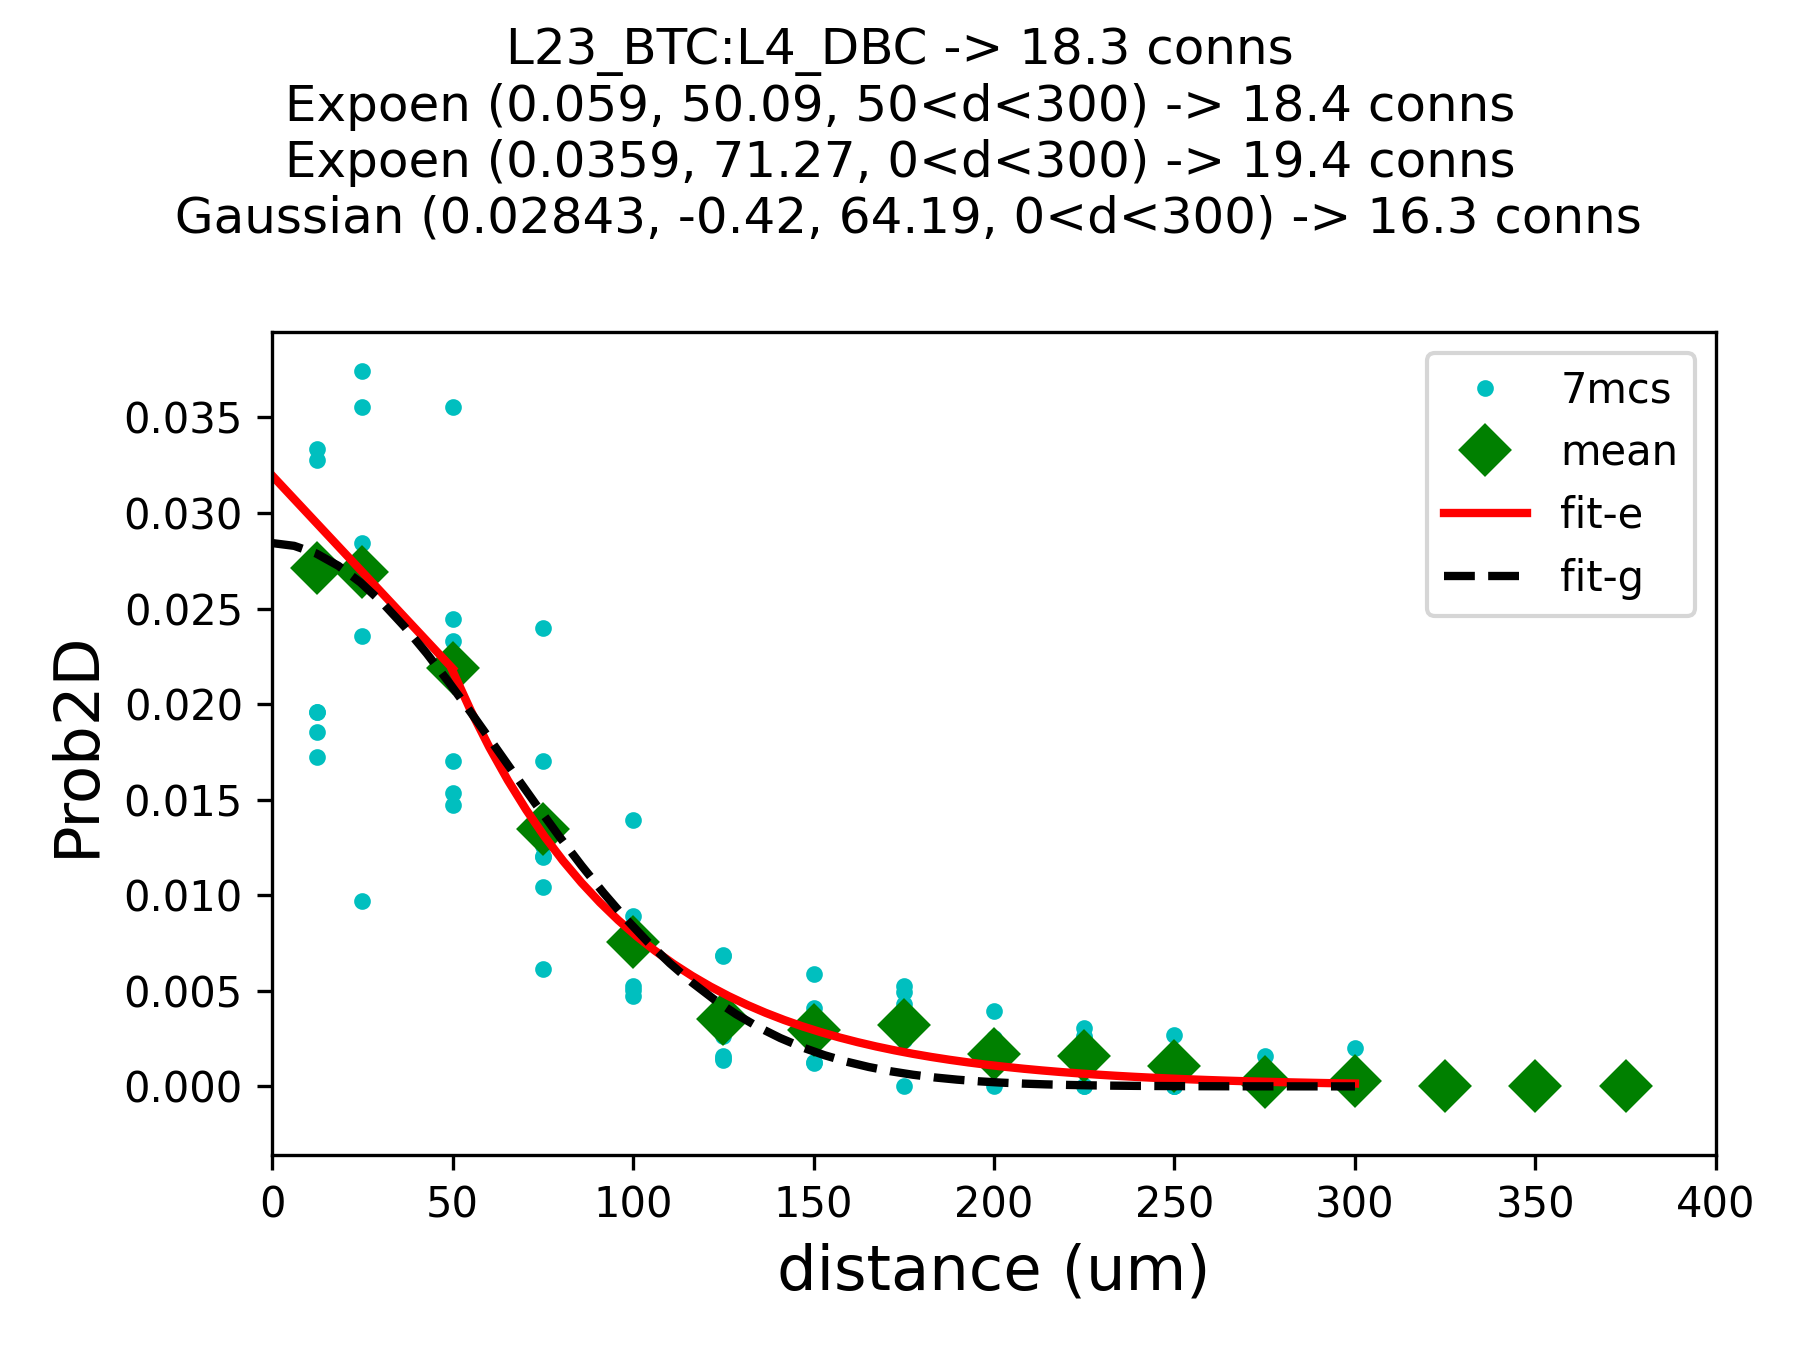 L23_BTC:L4_DBC -> 18.3 conns
Expoen (0.059, 50.09, 50<d<300) -> 18.4 conns
Expoen (0.0359, 71.27, 0<d<300) -> 19.4 conns
Gaussian (0.02843, -0.42, 64.19, 0<d<300) -> 16.3 conns
7mcs
mean
fit-e
fit-g
Prob2D
0.035
0.030
0.025
0.020
0.015
0.010
0.005
0.000
0 50 100 150 200 250 300 350 400
distance (um)